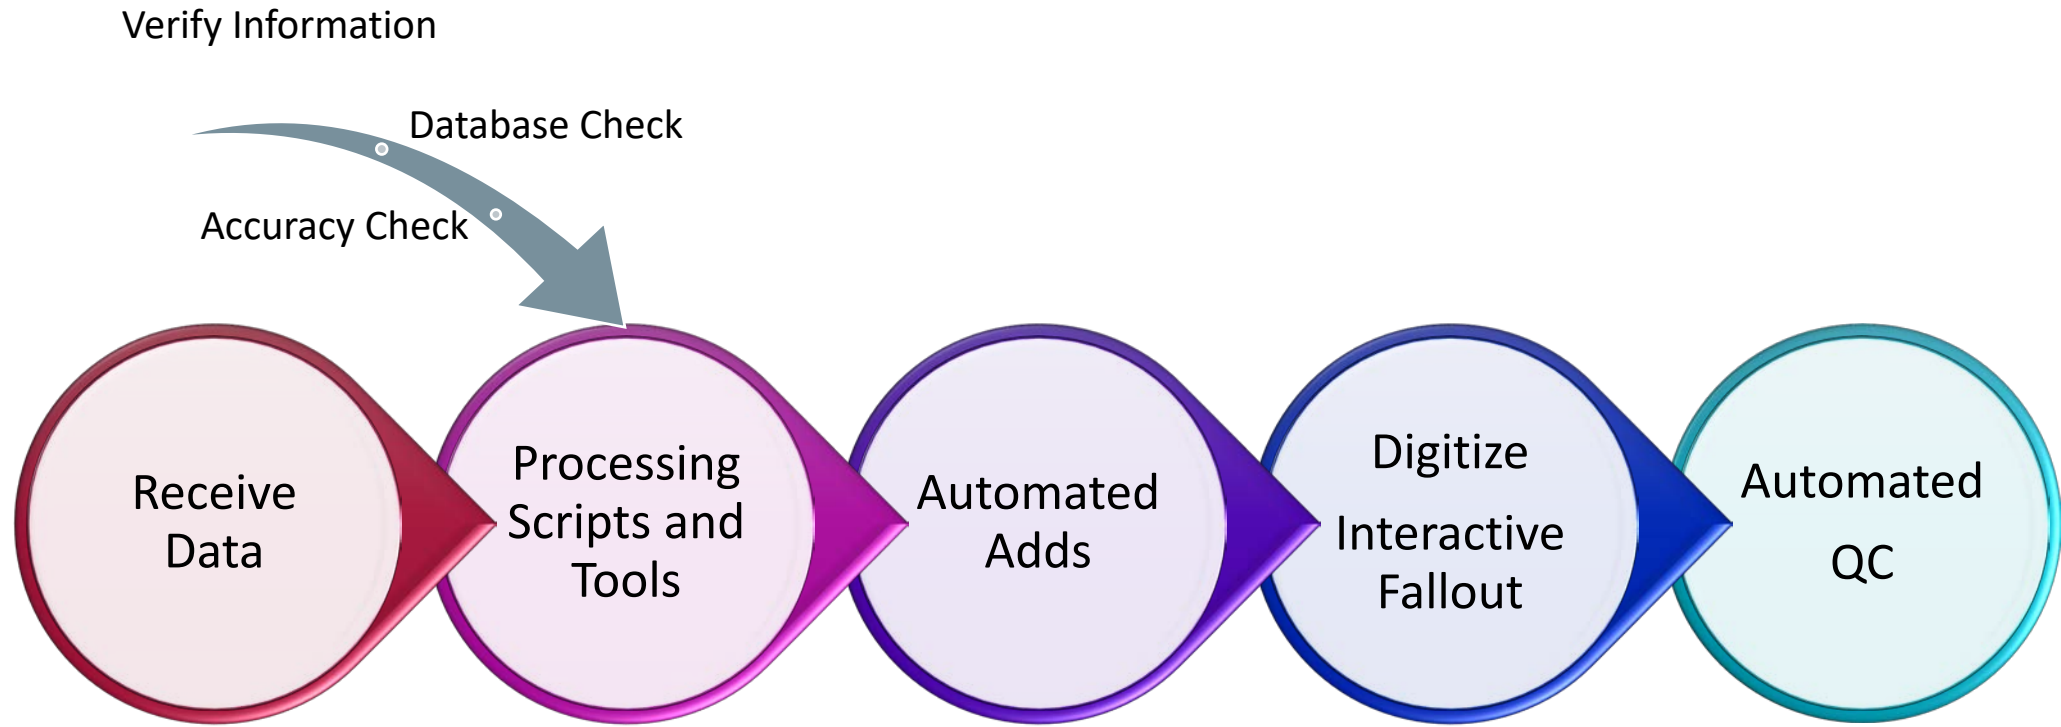 Verify Information
Database Check
Accuracy Check
Receive
Data
Processing
Scripts and
Tools
Automated
Adds
Digitize
Interactive
Fallout
Automated
QC